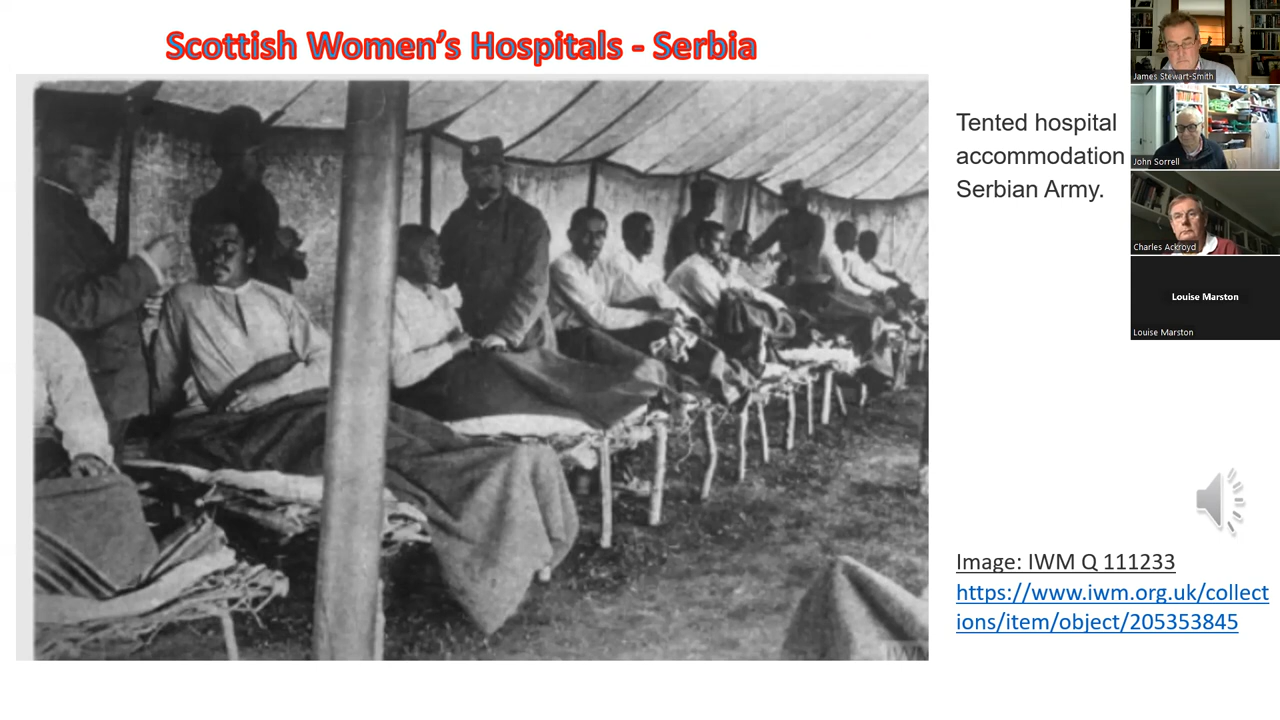 Scottish Women's Hospitals - Serbia
Tented hospital
accommodation
Serbian Army.
Image: IWM Q 111233
https://www.iwm.org.uk/collect
ions/item/object/205353845
James Stewart-Smith
John Sorrell
Charles Ackroyd
Louise Marston
Louise Marston
IWM